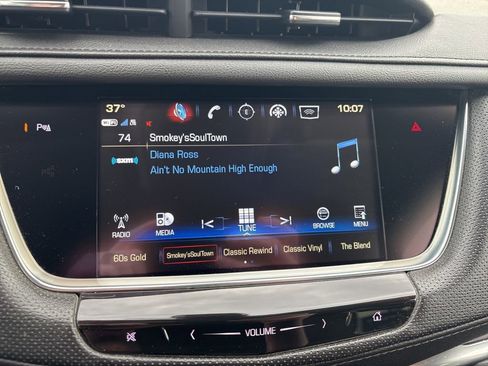 37° 10:07
74 Smokey'sSoulTown
((sxm)) Diana Ross
Ain't No Mountain High Enough
RADIO MEDIA TUNE BROWSE MENU
60s Gold Smokey'sSoulTown Classic Rewind Classic Vinyl The Blend
VOLUME